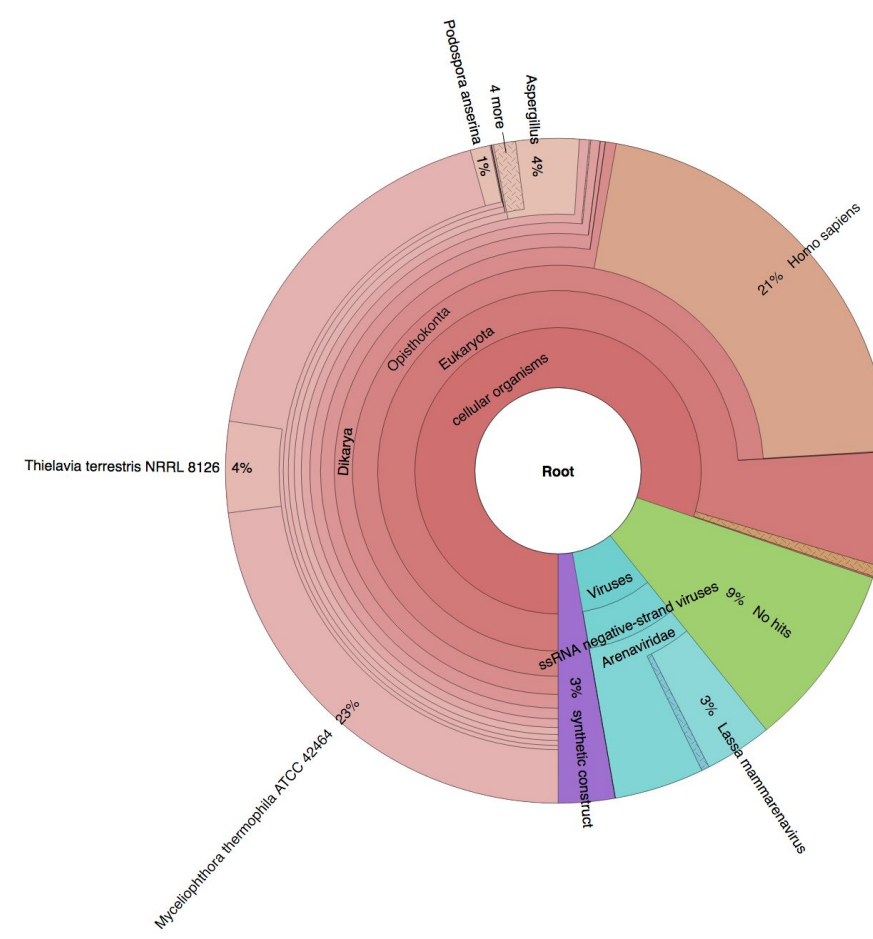 Podospora anserina
1%
4 more
Aspergillus
4%
21% Homo sapiens
Opisthokonta
Eukaryota
cellular organisms
Dikarya
Thielavia terrestris NRRL 8126 4%
Root
Viruses
ssRNA negative-strand viruses
Arenaviridae
9% No hits
3% Lassa mammarenavirus
3% synthetic construct
Myceliophthora thermophila ATCC 42464 23%